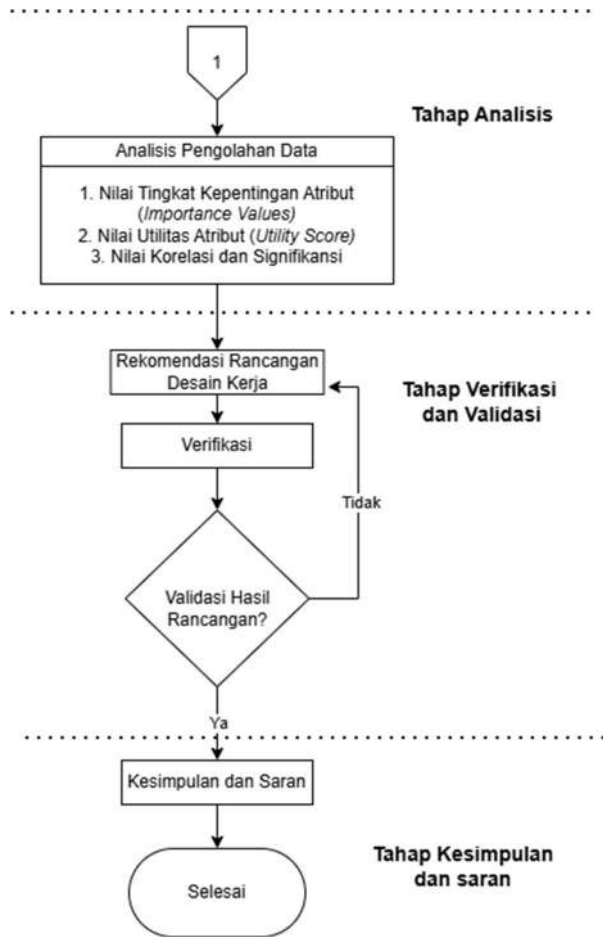 1
Tahap Analisis
Analisis Pengolahan Data
1. Nilai Tingkat Kepentingan Atribut
(Importance Values)
2. Nilai Utilitas Atribut (Utility Score)
3. Nilai Korelasi dan Signifikansi
Rekomendasi Rancangan
Desain Kerja
Tahap Verifikasi
dan Validasi
Verifikasi
Tidak
Validasi Hasil
Rancangan?
Ya
Kesimpulan dan Saran
Tahap Kesimpulan
dan saran
Selesai